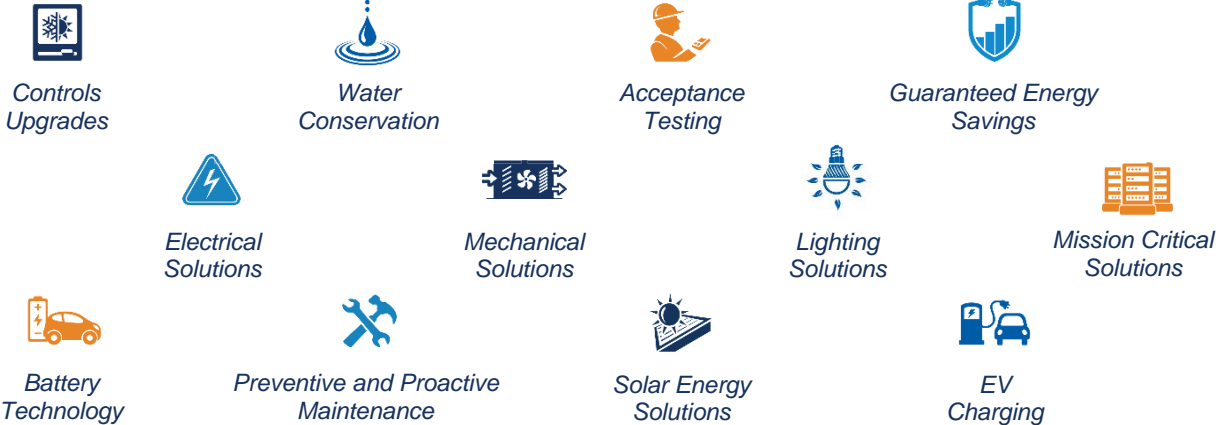 Controls
Upgrades
Water
Conservation
Acceptance
Testing
Guaranteed Energy
Savings
Electrical
Solutions
Mechanical
Solutions
Lighting
Solutions
Mission Critical
Solutions
Battery
Technology
Preventive and Proactive
Maintenance
Solar Energy
Solutions
EV
Charging